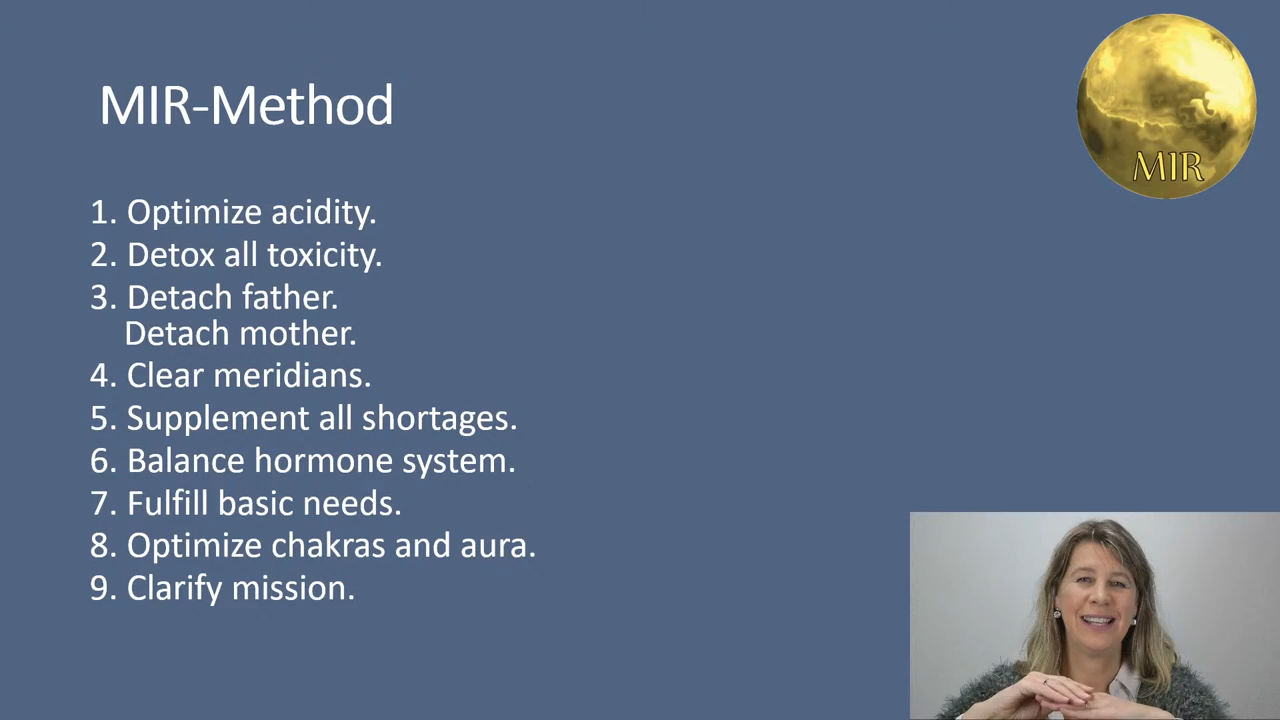 MIR-Method
MIR
1. Optimize acidity.
2. Detox all toxicity.
3. Detach father.
Detach mother.
4. Clear meridians.
5. Supplement all shortages.
6. Balance hormone system.
7. Fulfill basic needs.
8. Optimize chakras and aura.
9. Clarify mission.